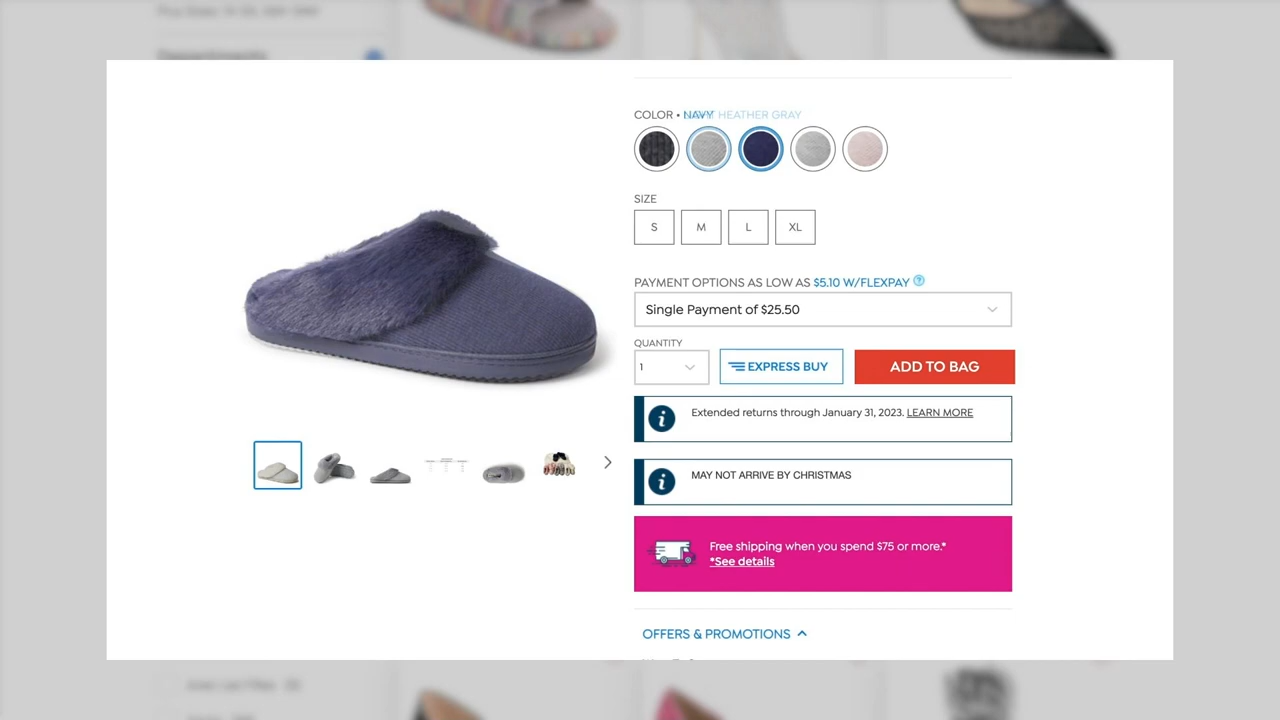 COLOR • NAVY HEATHER GRAY
SIZE
S M L XL
PAYMENT OPTIONS AS LOW AS $5.10 W/FLEXPAY ?
Single Payment of $25.50
QUANTITY
1
EXPRESS BUY
ADD TO BAG
Extended returns through January 31, 2023. LEARN MORE
MAY NOT ARRIVE BY CHRISTMAS
Free shipping when you spend $75 or more.*
*See details
OFFERS & PROMOTIONS